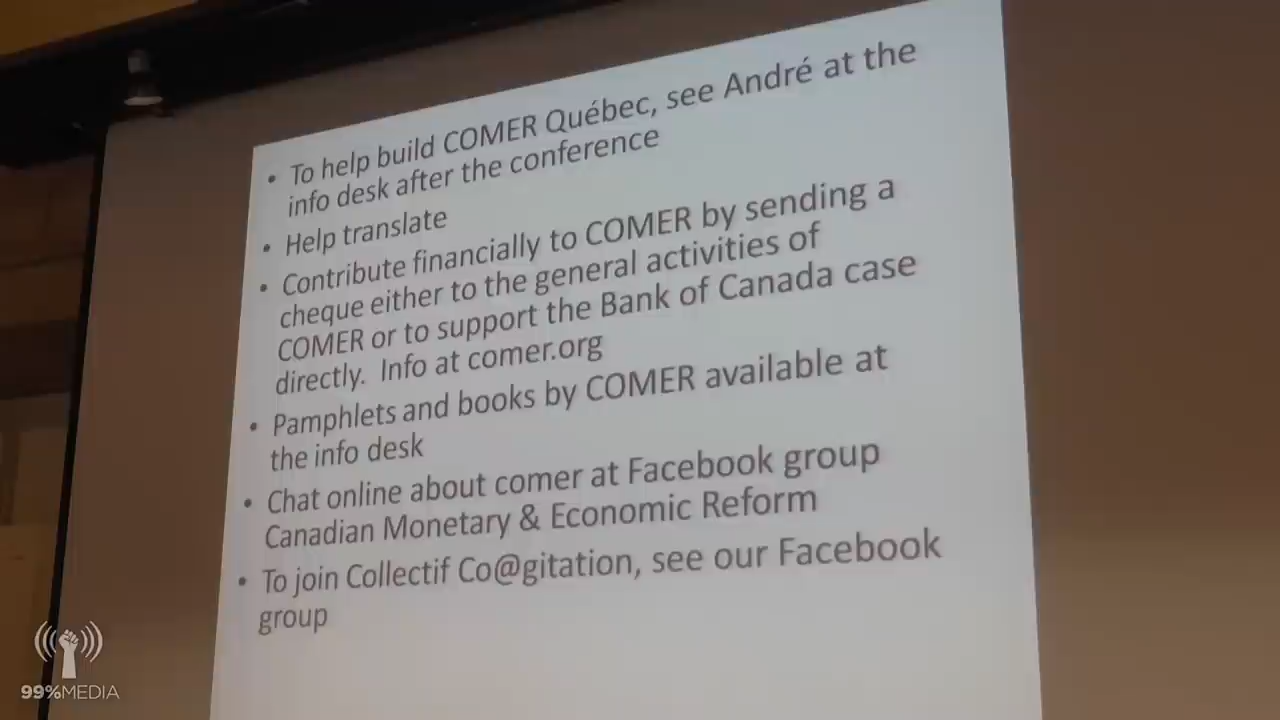 • To help build COMER Québec, see André at the
info desk after the conference
• Help translate
• Contribute financially to COMER by sending a
cheque either to the general activities of
COMER or to support the Bank of Canada case
directly. Info at comer.org
• Pamphlets and books by COMER available at
the info desk
• Chat online about comer at Facebook group
Canadian Monetary & Economic Reform
• To join Collectif Co@gitation, see our Facebook
group
99%MEDIA